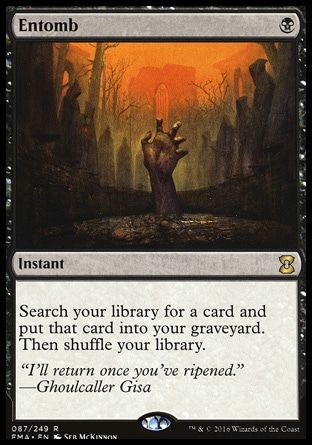 Entomb
Instant
Search your library for a card and
put that card into your graveyard.
Then shuffle your library.
“I’ll return once you’ve ripened.”
—Ghoulcaller Gisa
087/249 R
EMA • EN Seb McKinnon
™ & © 2016 Wizards of the Coast